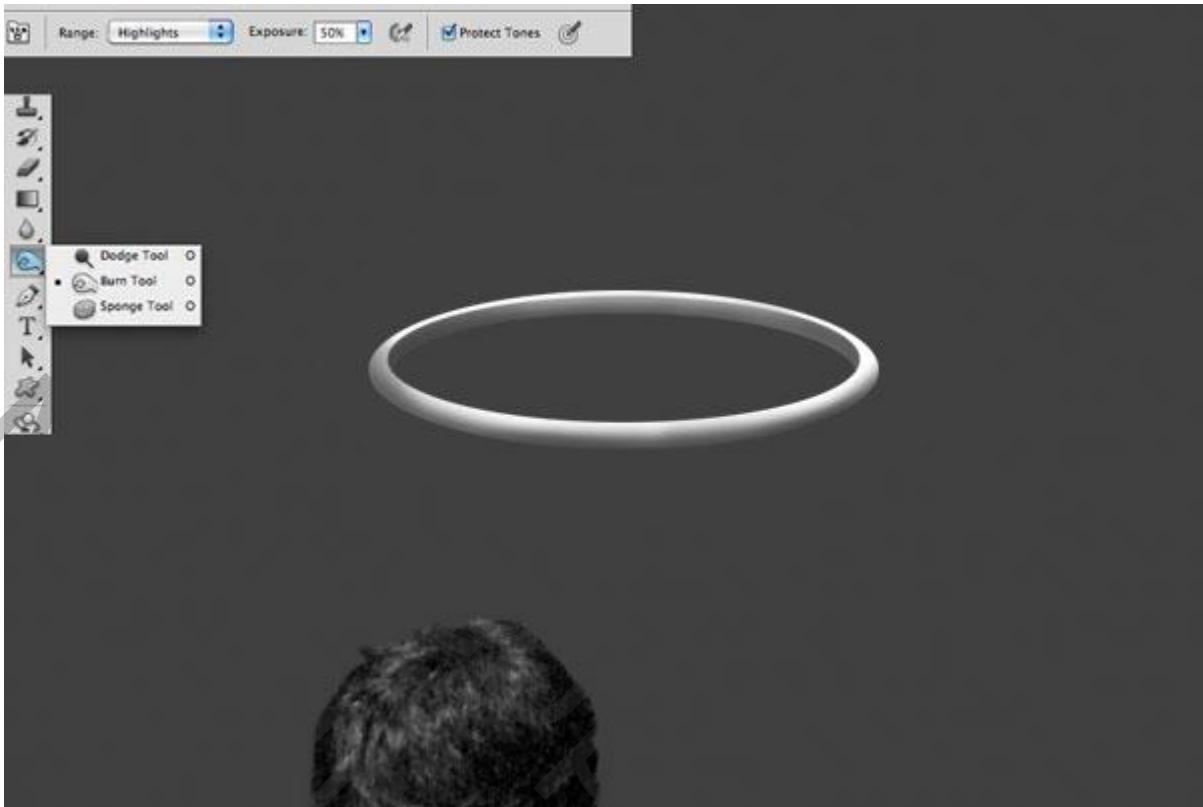 Range: Highlights Exposure: 50% Protect Tones
Dodge Tool O
Burn Tool O
Sponge Tool O
T